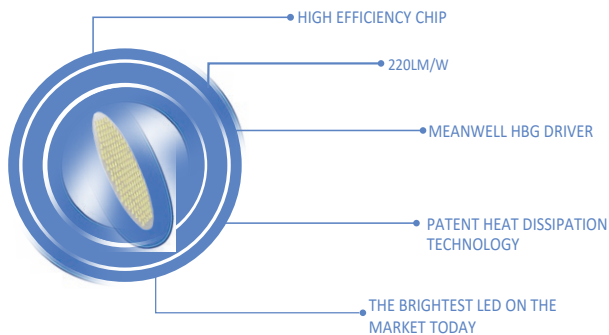 HIGH EFFICIENCY CHIP
220LM/W
MEANWELL HBG DRIVER
PATENT HEAT DISSIPATION
TECHNOLOGY
THE BRIGHTEST LED ON THE
MARKET TODAY